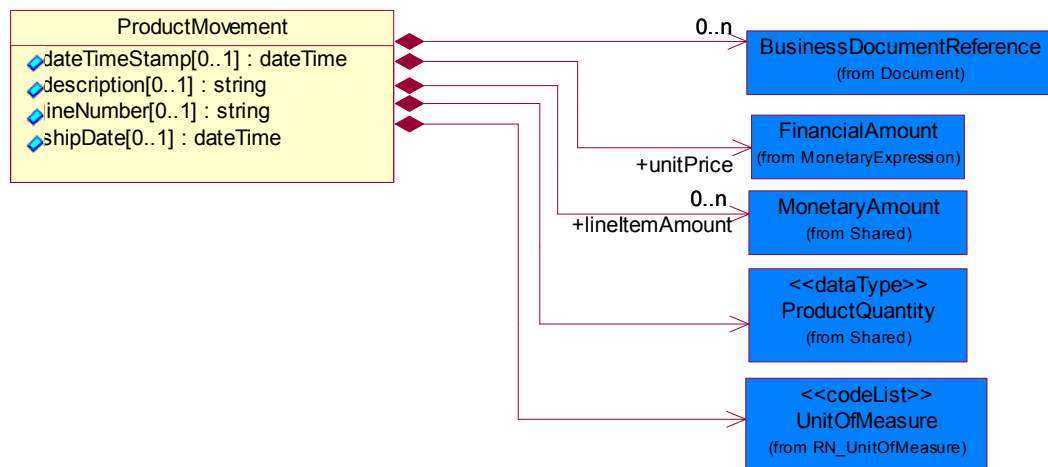 ProductMovement
dateTimeStamp[0..1] : dateTime
description[0..1] : string
lineNumber[0..1] : string
shipDate[0..1] : dateTime
0..n
BusinessDocumentReference
(from Document)
+unitPrice
FinancialAmount
(from MonetaryExpression)
0..n
+lineItemAmount
MonetaryAmount
(from Shared)
<<dataType>>
ProductQuantity
(from Shared)
<<codeList>>
UnitOfMeasure
(from RN_UnitOfMeasure)